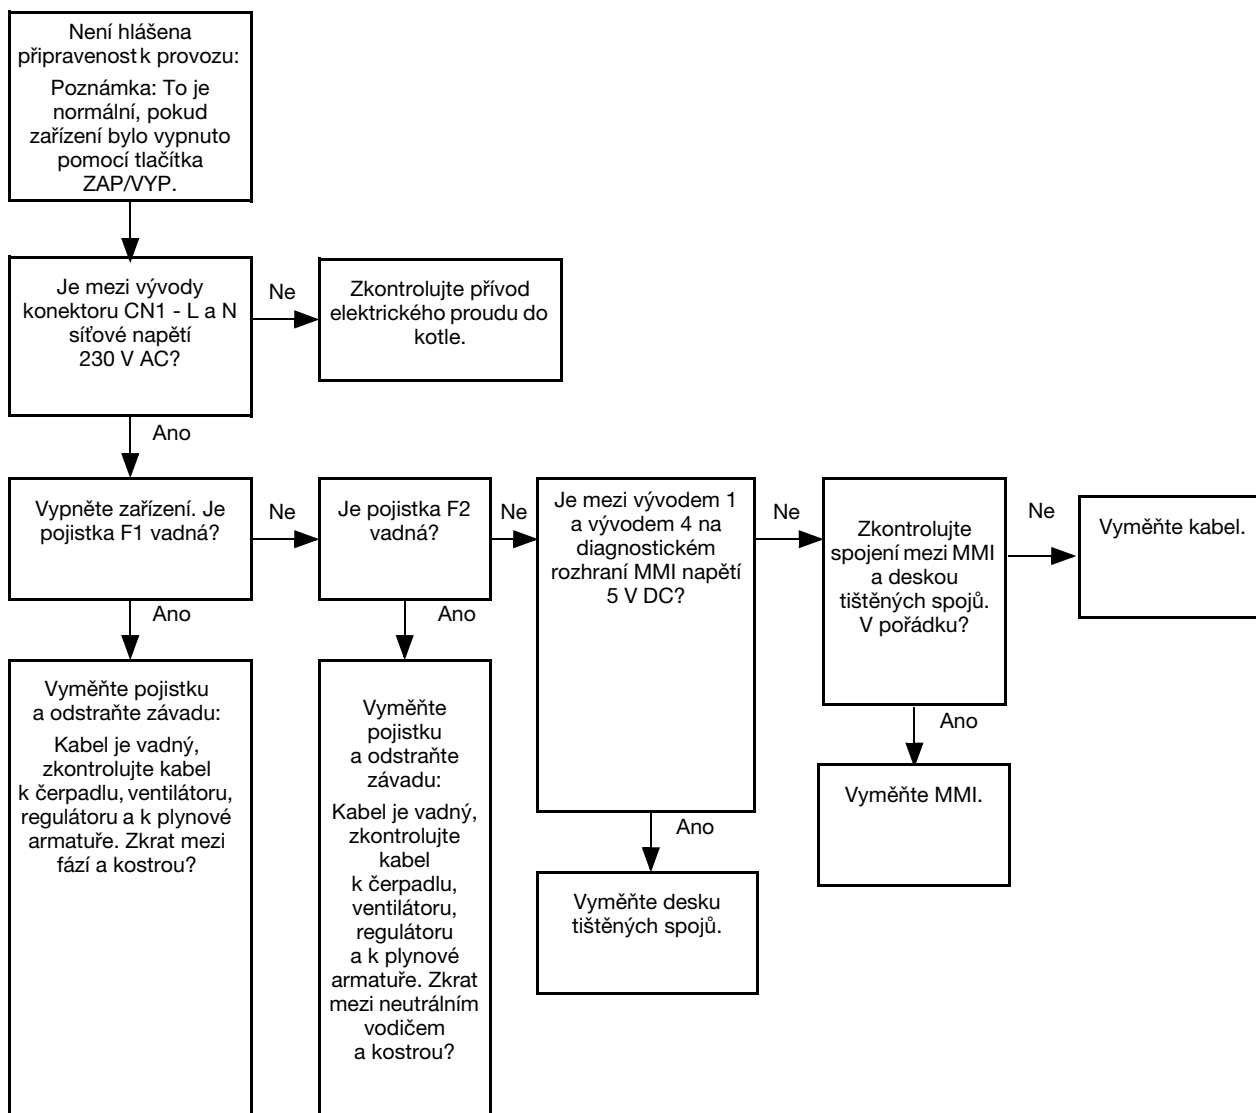 Není hlášena
připravenost k provozu:
Poznámka: To je
normální, pokud
zařízení bylo vypnuto
pomocí tlačítka
ZAP/VYP.
Je mezi vývody
konektoru CN1 - L a N
síťové napětí
230 V AC?
Ne
Zkontrolujte přívod
elektrického proudu do
kotle.
Ano
Vypněte zařízení. Je
pojistka F1 vadná?
Ne
Je pojistka F2
vadná?
Ne
Je mezi vývodem 1
a vývodem 4 na
diagnostickém
rozhraní MMI napětí
5 V DC?
Ne
Zkontrolujte
spojení mezi MMI
a deskou
tištěných spojů.
V pořádku?
Ne
Vyměňte kabel.
Ano
Vyměňte pojistku
a odstraňte závadu:
Kabel je vadný,
zkontrolujte kabel
k čerpadlu, ventilátoru,
regulátoru a k plynové
armatuře. Zkrat mezi
fází a kostrou?
Ano
Vyměňte
pojistku
a odstraňte
závadu:
Kabel je vadný,
zkontrolujte
kabel
k čerpadlu,
ventilátoru,
regulátoru
a k plynové
armatuře. Zkrat
mezi neutrálním
vodičem
a kostrou?
Ano
Vyměňte desku
tištěných spojů.
Ano
Vyměňte MMI.